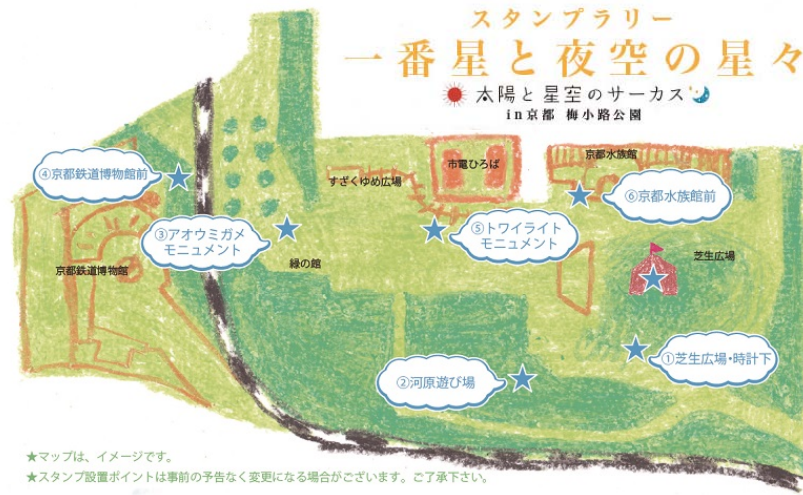 スタンプラリー
一番星と夜空の星々
太陽と星空のサーカス
in京都 梅小路公園
④京都鉄道博物館前
すざくゆめ広場
市電ひろば
京都水族館
⑥京都水族館前
③アオウミガメ
モニュメント
⑤トワイライト
モニュメント
京都鉄道博物館
緑の館
芝生広場
①芝生広場・時計下
②河原遊び場
★マップは、イメージです。
★スタンプ設置ポイントは事前の予告なく変更になる場合がございます。ご了承下さい。